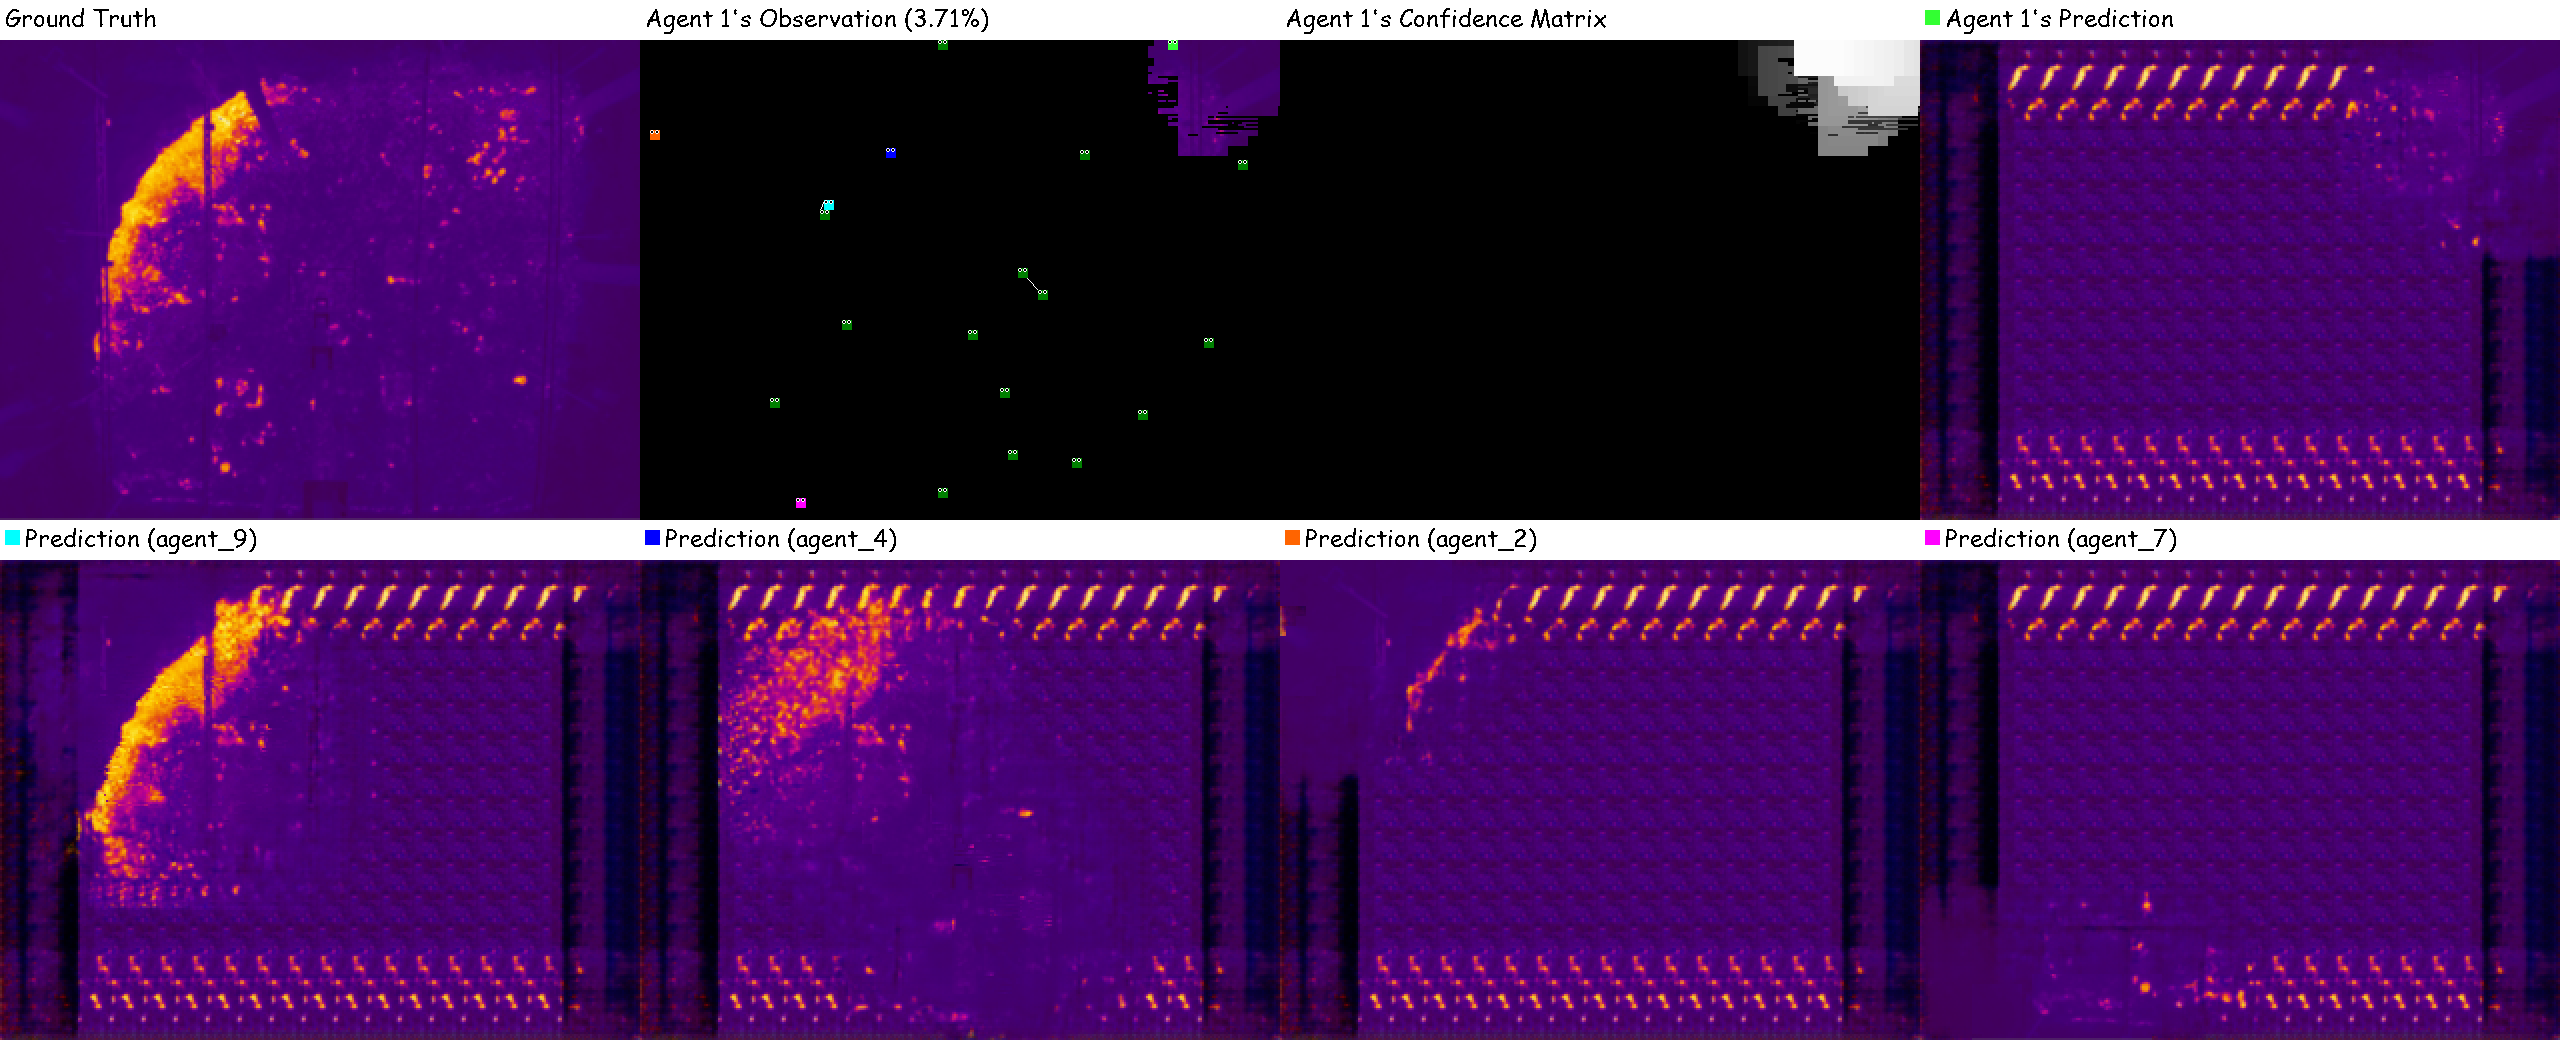 Ground Truth
Agent 1's Observation (3.71%)
Agent 1's Confidence Matrix
Agent 1's Prediction
Prediction (agent_9)
Prediction (agent_4)
Prediction (agent_2)
Prediction (agent_7)